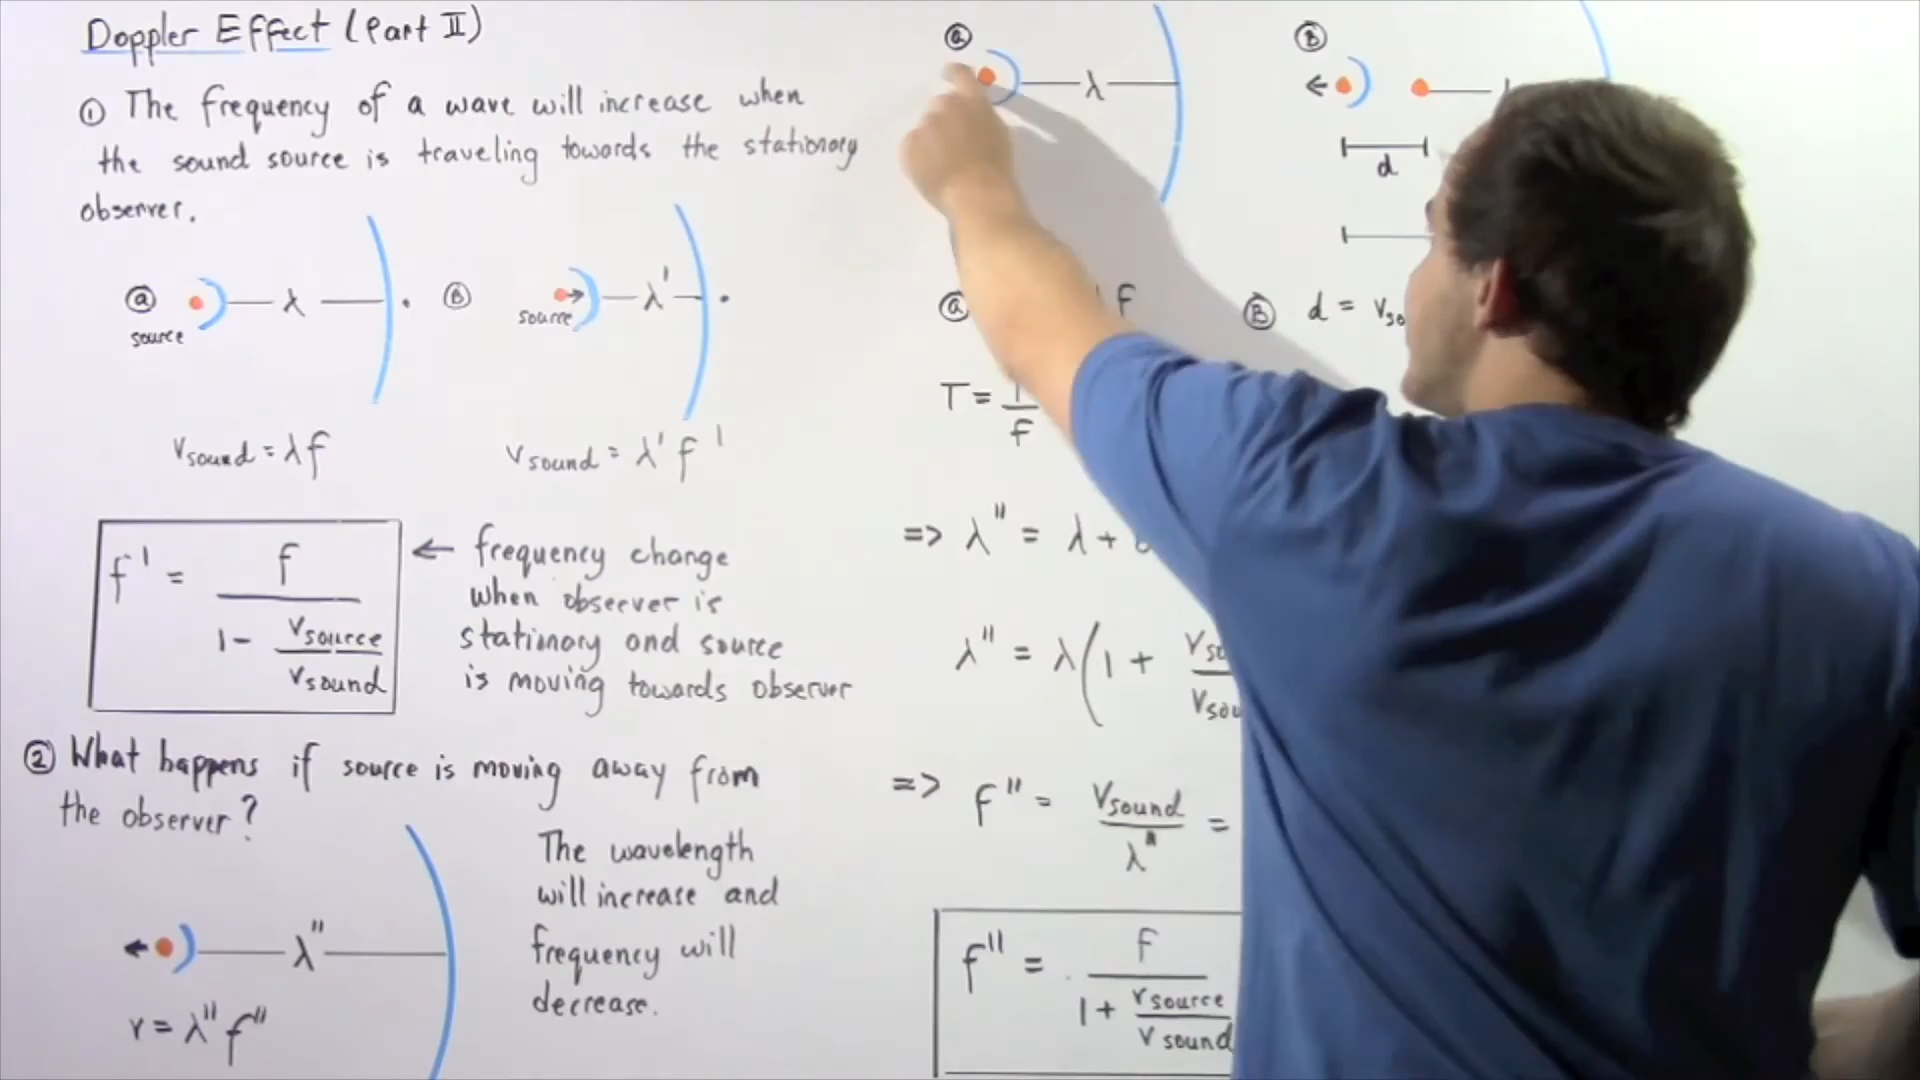 Doppler Effect (Part II)
① The frequency of a wave will increase when
the sound source is traveling towards the stationary
observer.
ⓐ
λ
source
Ⓑ
λ'
source
Vsound = λf
Vsound = λ' f'
f' = f / 1 - Vsource / Vsound
← frequency change
when observer is
stationary and source
is moving towards observer
② What happens if source is moving away from
the observer?
λ''
v = λ'' f''
The wavelength
will increase and
frequency will
decrease.
ⓐ
λ
Ⓑ
d
ⓐ
f
T = 1 / f
Ⓑ d =
=> λ'' = λ +
λ'' = λ(1 +
=> f'' = Vsound / λ'' =
f'' = f / 1 + Vsource / Vsound